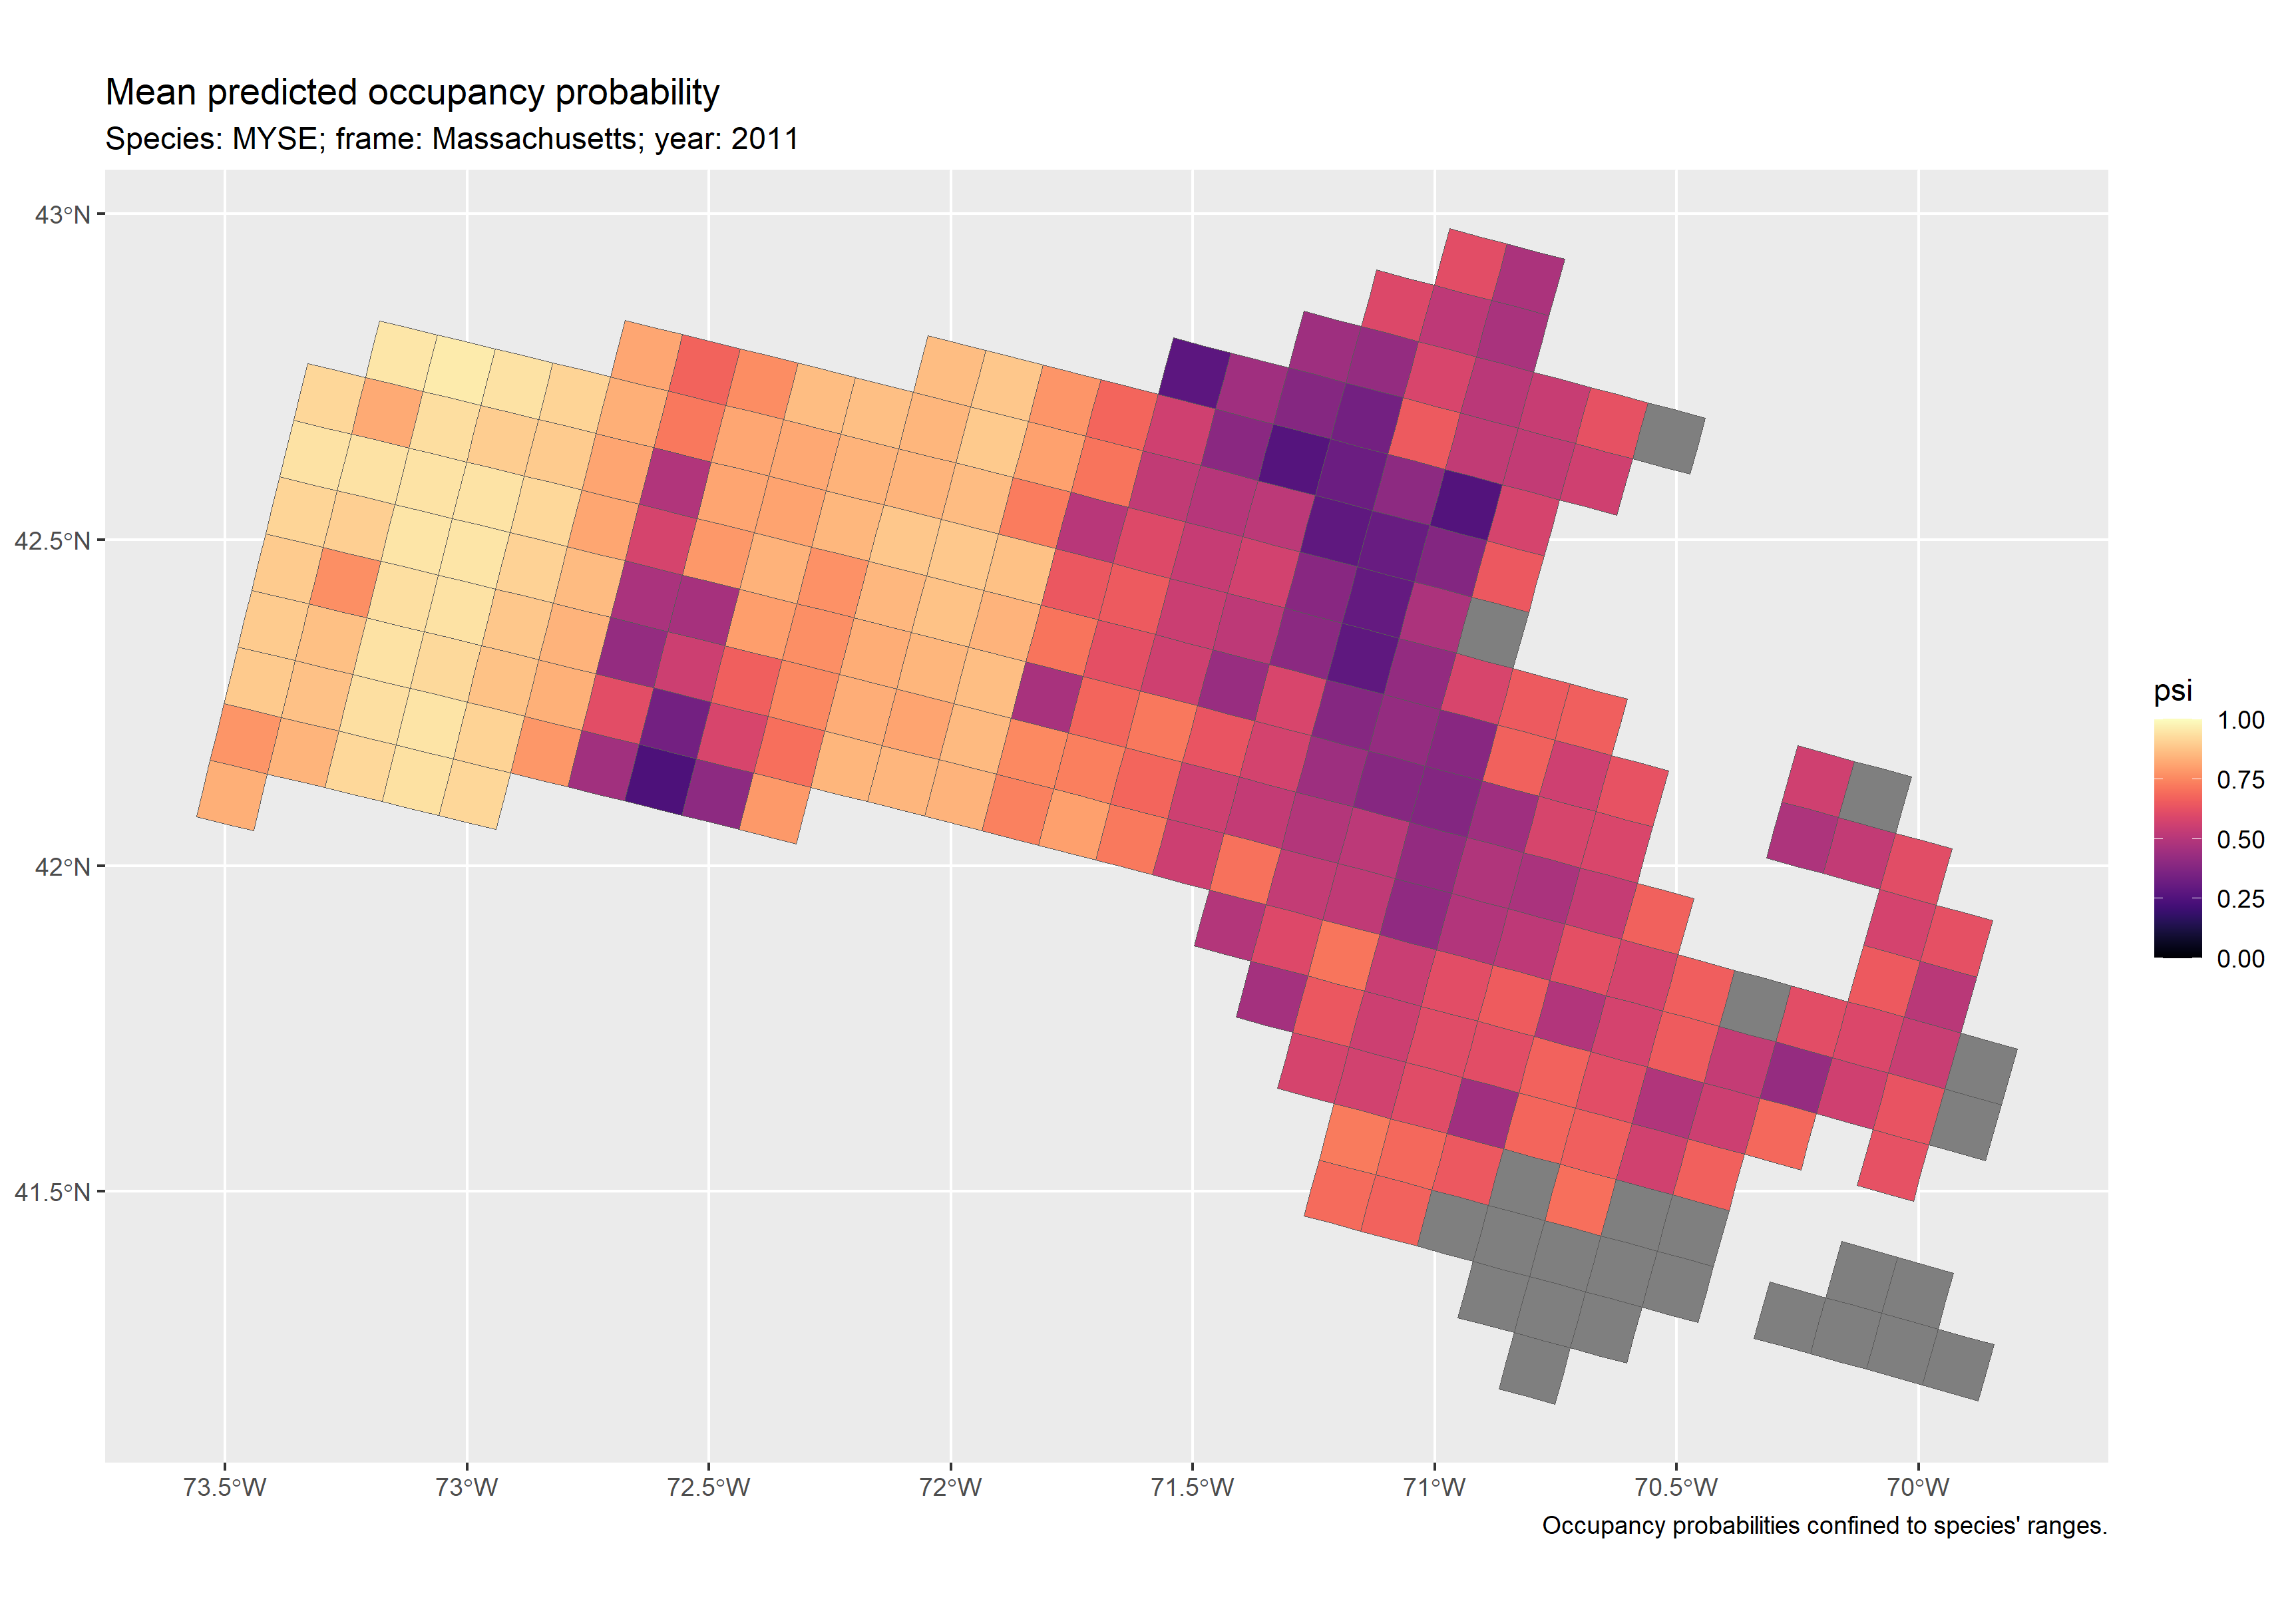 Mean predicted occupancy probability
Species: MYSE; frame: Massachusetts; year: 2011
43°N
42.5°N
42°N
41.5°N
73.5°W
73°W
72.5°W
72°W
71.5°W
71°W
70.5°W
70°W
psi
1.00
0.75
0.50
0.25
0.00
Occupancy probabilities confined to species' ranges.